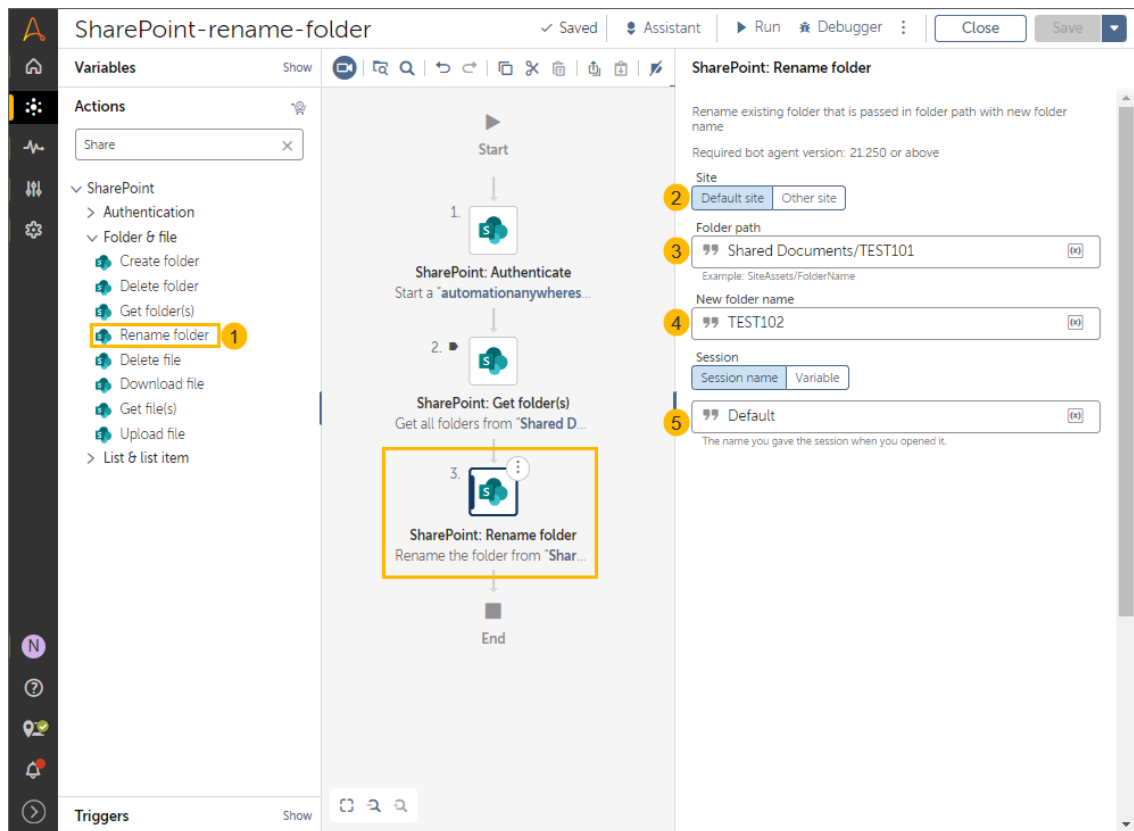 SharePoint-rename-folder
Saved
Assistant
Run
Debugger
Close
Save
Variables
Show
Actions
Share
SharePoint
Authentication
Folder & file
Create folder
Delete folder
Get folder(s)
Rename folder
1
Delete file
Download file
Get file(s)
Upload file
List & list item
Triggers
Show
N
Start
1.
SharePoint: Authenticate
Start a "automationanywheres...
2.
SharePoint: Get folder(s)
Get all folders from "Shared D...
3.
SharePoint: Rename folder
Rename the folder from "Shar...
End
SharePoint: Rename folder
Rename existing folder that is passed in folder path with new folder
name
Required bot agent version: 21.250 or above
Site
2
Default site
Other site
Folder path
3
Shared Documents/TEST101
(x)
Example: SiteAssets/FolderName
New folder name
4
TEST102
(x)
Session
Session name
Variable
5
Default
(x)
The name you gave the session when you opened it.